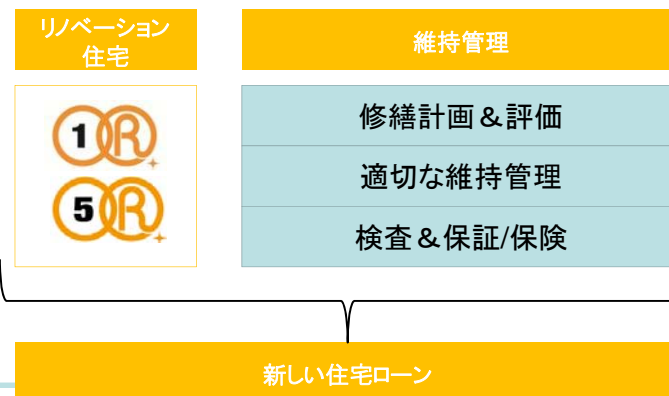 リノベーション
住宅
維持管理
1 R
5 R
修繕計画＆評価
適切な維持管理
検査＆保証/保険
新しい住宅ローン